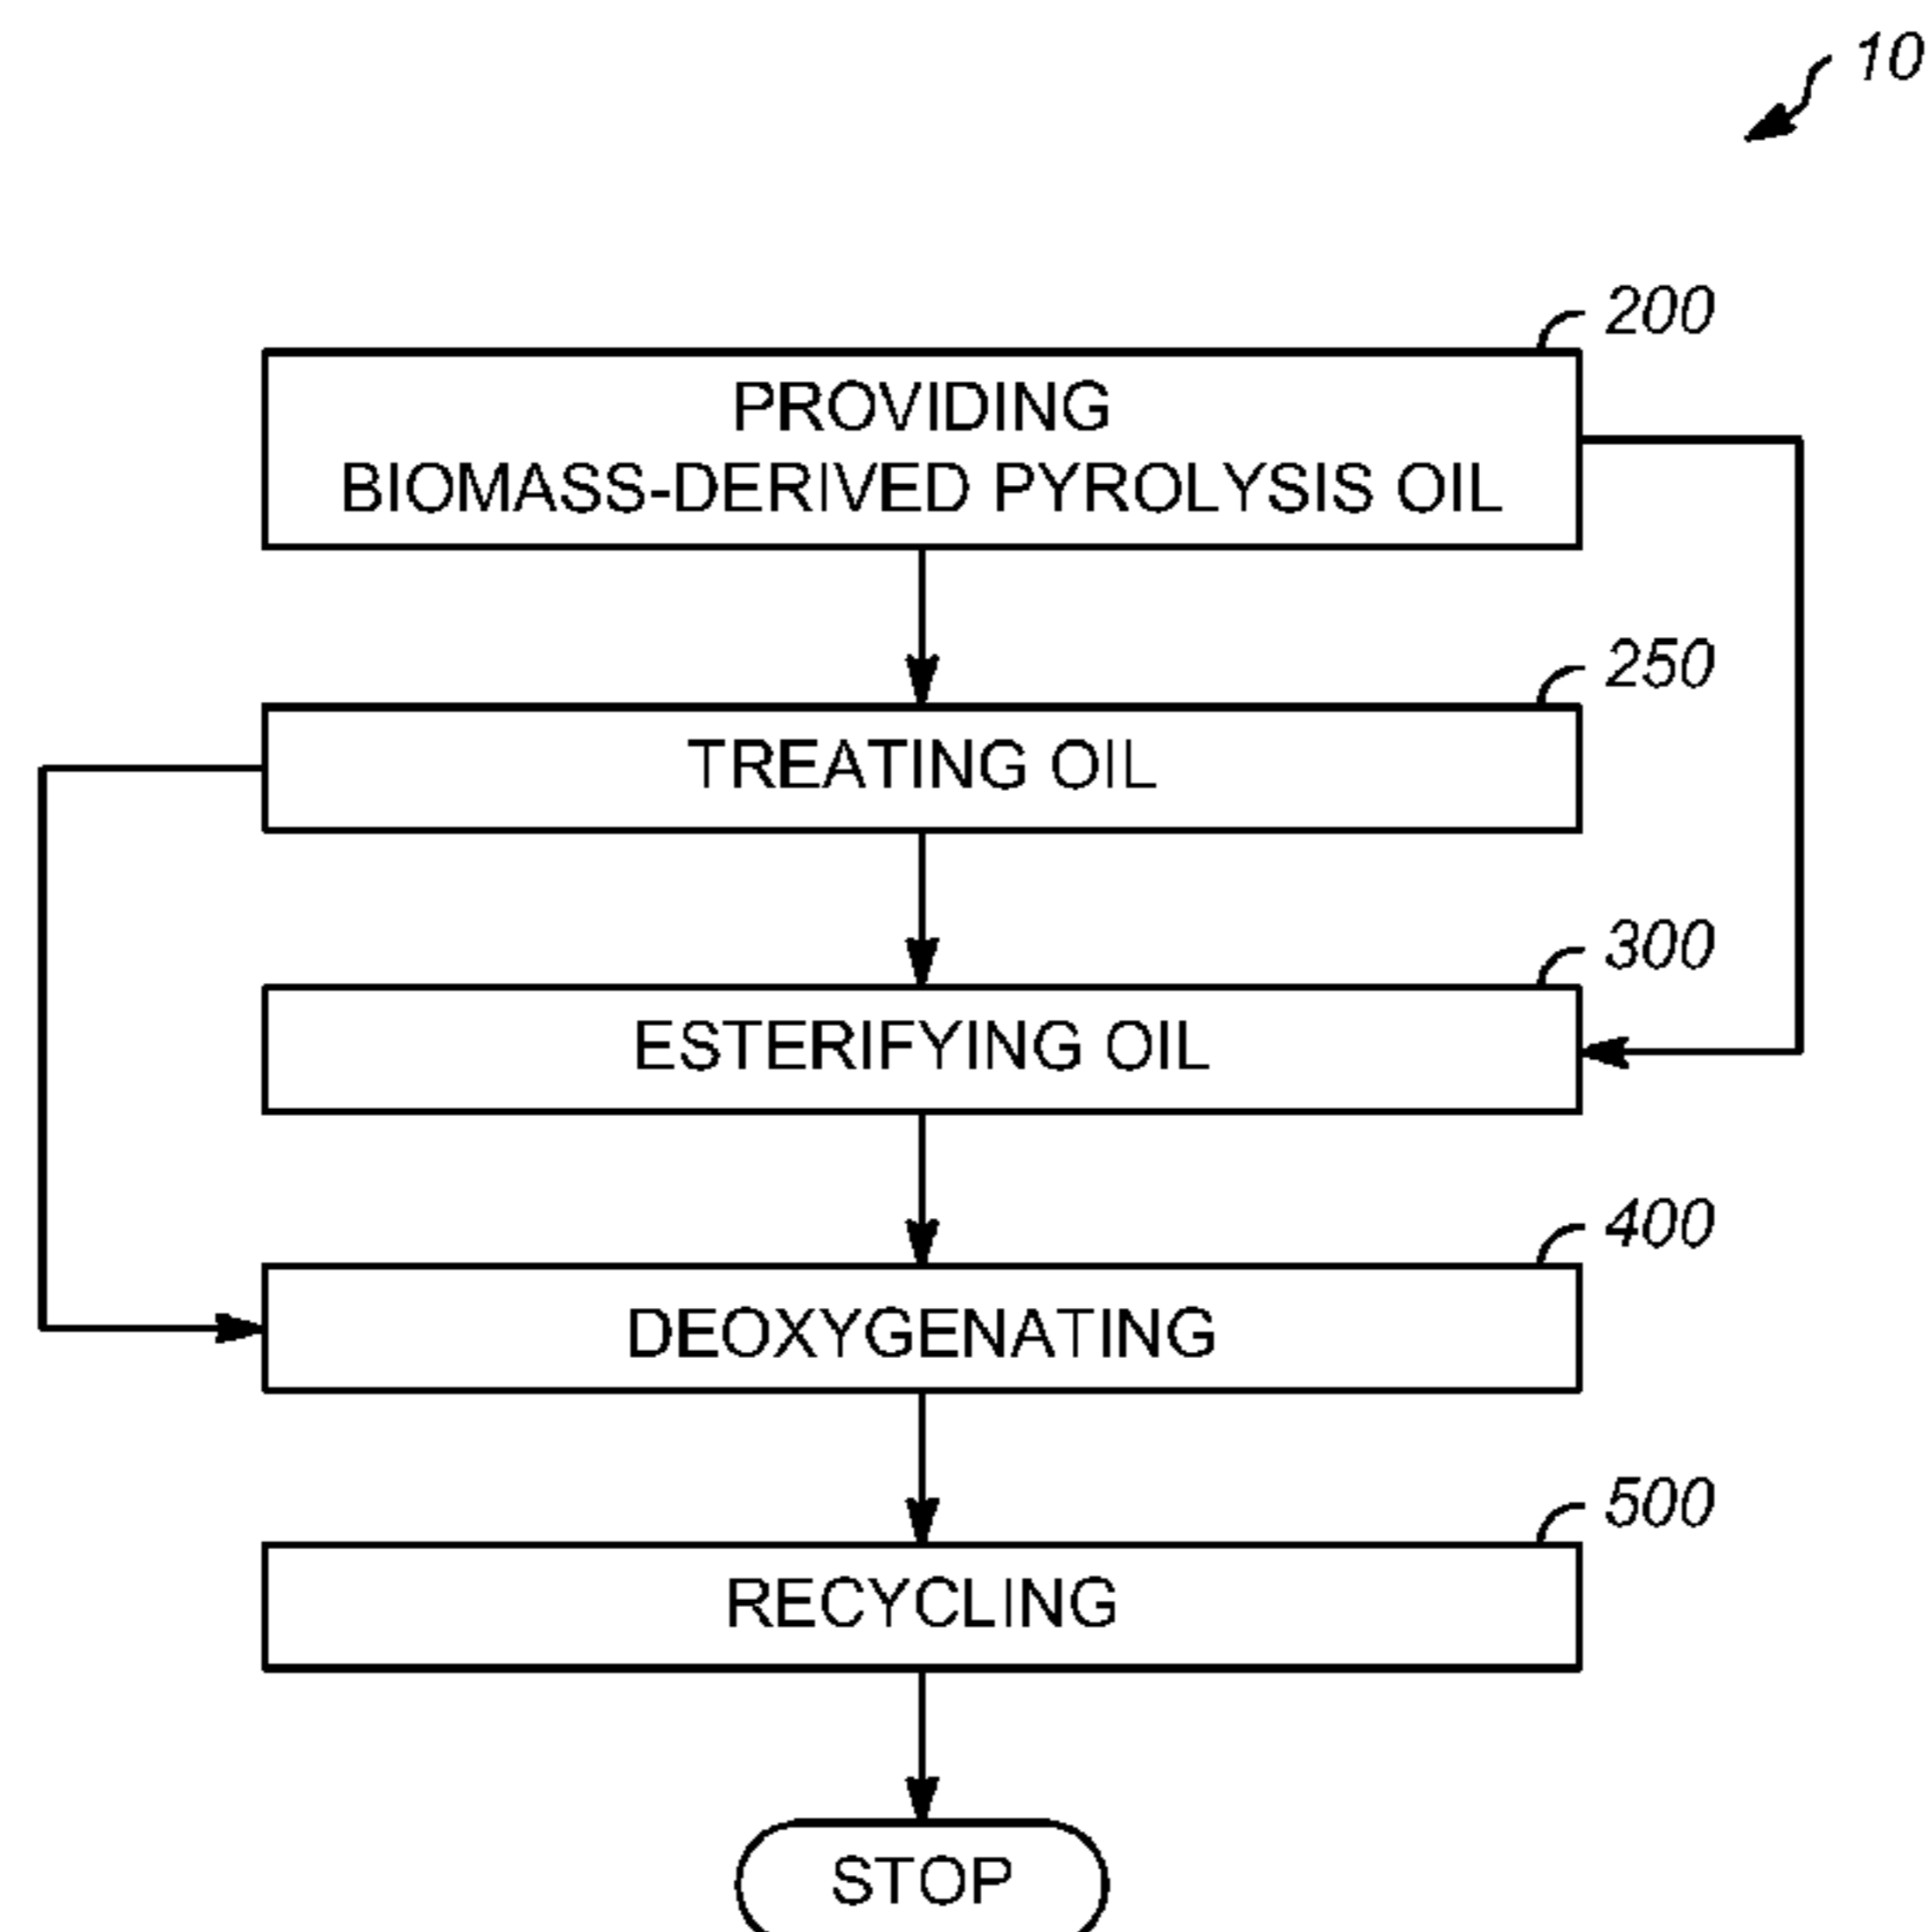 10
200
PROVIDING
BIOMASS-DERIVED PYROLYSIS OIL
250
TREATING OIL
300
ESTERIFYING OIL
400
DEOXYGENATING
500
RECYCLING
STOP